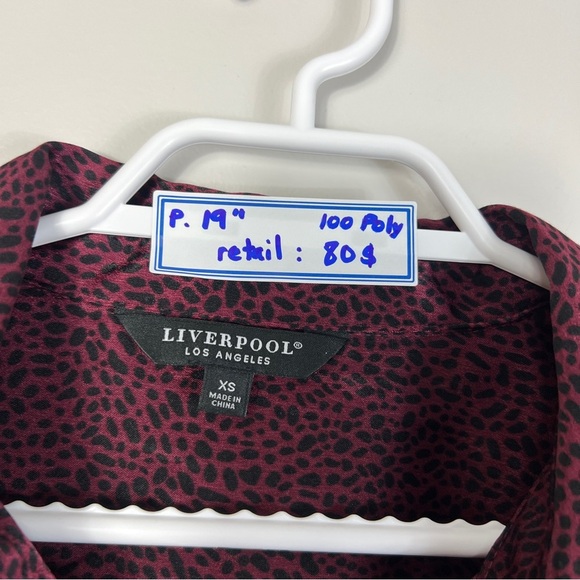 P. 19" 100 Poly
retail : 80$
LIVERPOOL®
LOS ANGELES
XS
MADE IN
CHINA